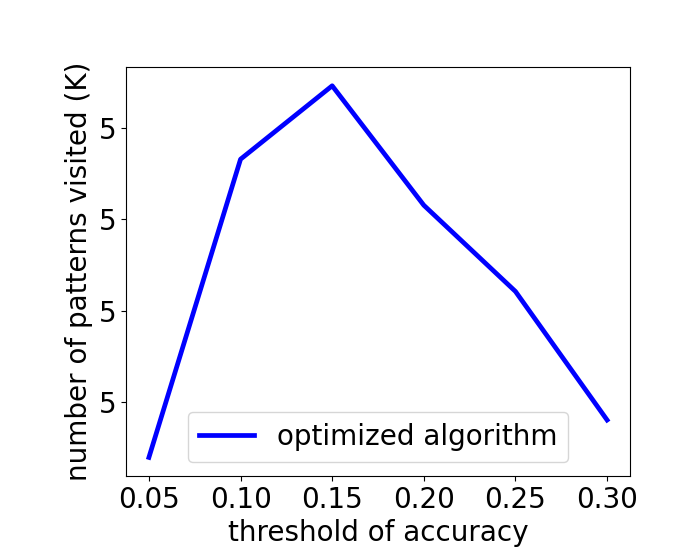 number of patterns visited (K)
5
5
5
5
optimized algorithm
0.05 0.10 0.15 0.20 0.25 0.30
threshold of accuracy